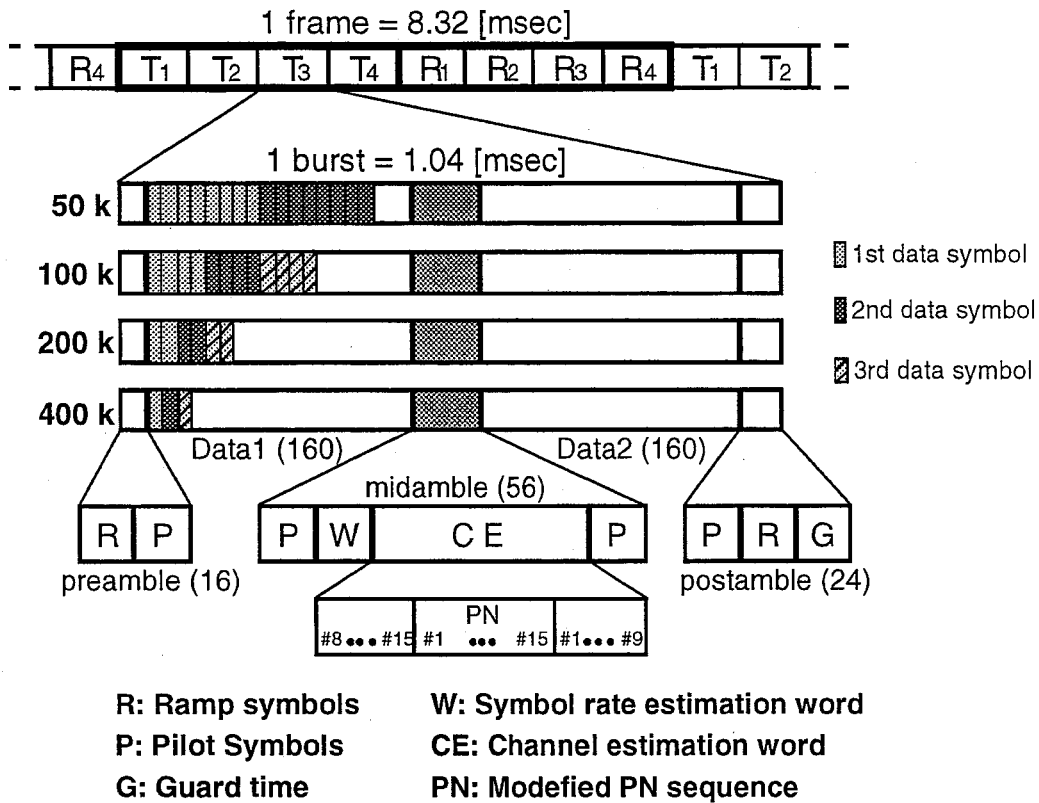 1 frame = 8.32 [msec]
R4 T1 T2 T3 T4 R1 R2 R3 R4 T1 T2
1 burst = 1.04 [msec]
50 k
100 k
200 k
400 k
1st data symbol
2nd data symbol
3rd data symbol
Data1 (160)
Data2 (160)
midamble (56)
R P
P W C E P
P R G
preamble (16)
postamble (24)
PN
#8 ••• #15 #1 ••• #15 #1 ••• #9
R: Ramp symbols
W: Symbol rate estimation word
P: Pilot Symbols
CE: Channel estimation word
G: Guard time
PN: Modefied PN sequence